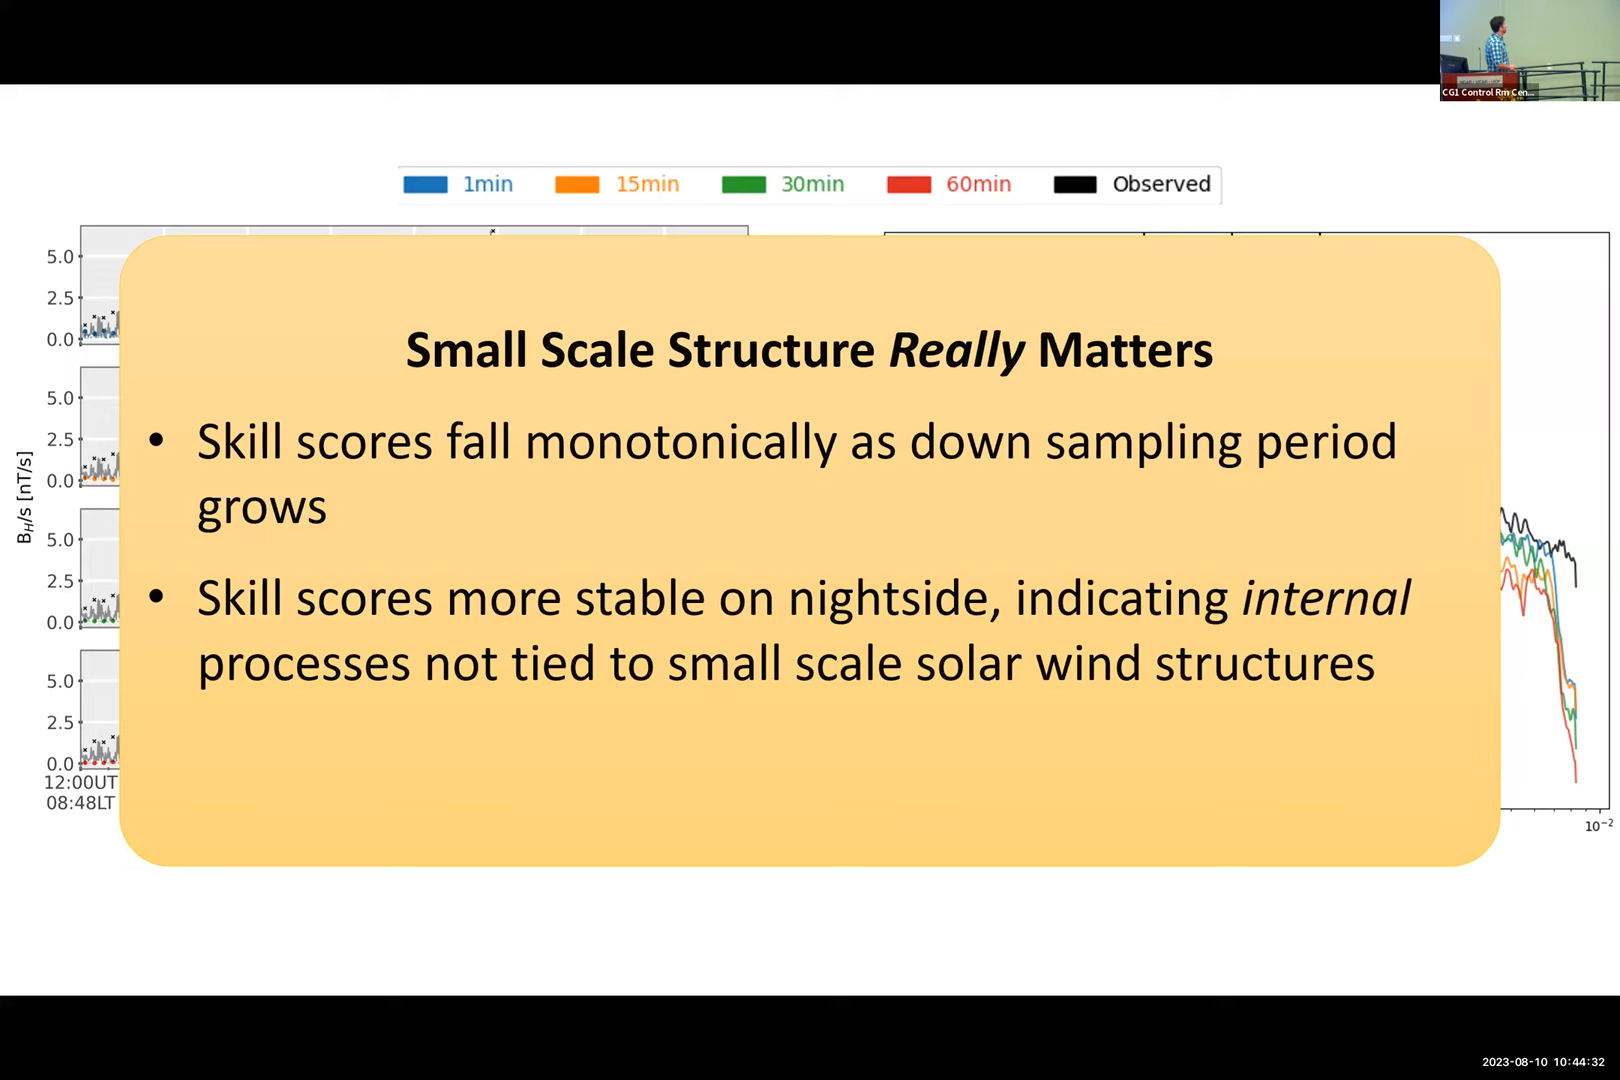 CG1 Control Rm Cen...
1min 15min 30min 60min Observed
5.0
2.5
0.0
5.0
2.5
0.0
B_H/s [nT/s]
5.0
2.5
0.0
5.0
2.5
0.0
12:00UT
08:48LT
Small Scale Structure Really Matters
• Skill scores fall monotonically as down sampling period
grows
• Skill scores more stable on nightside, indicating internal
processes not tied to small scale solar wind structures
10⁻²
2023-08-10 10:44:32